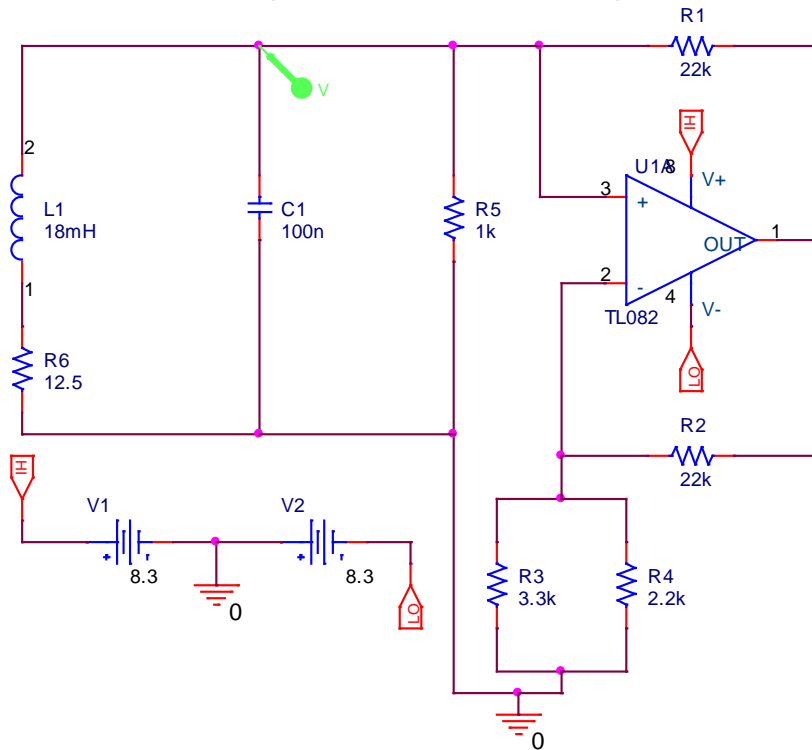 R1
22k
HI
V
2
L1
18mH
1
C1
100n
R5
1k
U1A
8
V+
3
+
OUT
1
2
-
4
V-
TL082
LO
R6
12.5
R2
22k
HI
V1
+
-
8.3
V2
+
-
8.3
0
LO
R3
3.3k
R4
2.2k
0